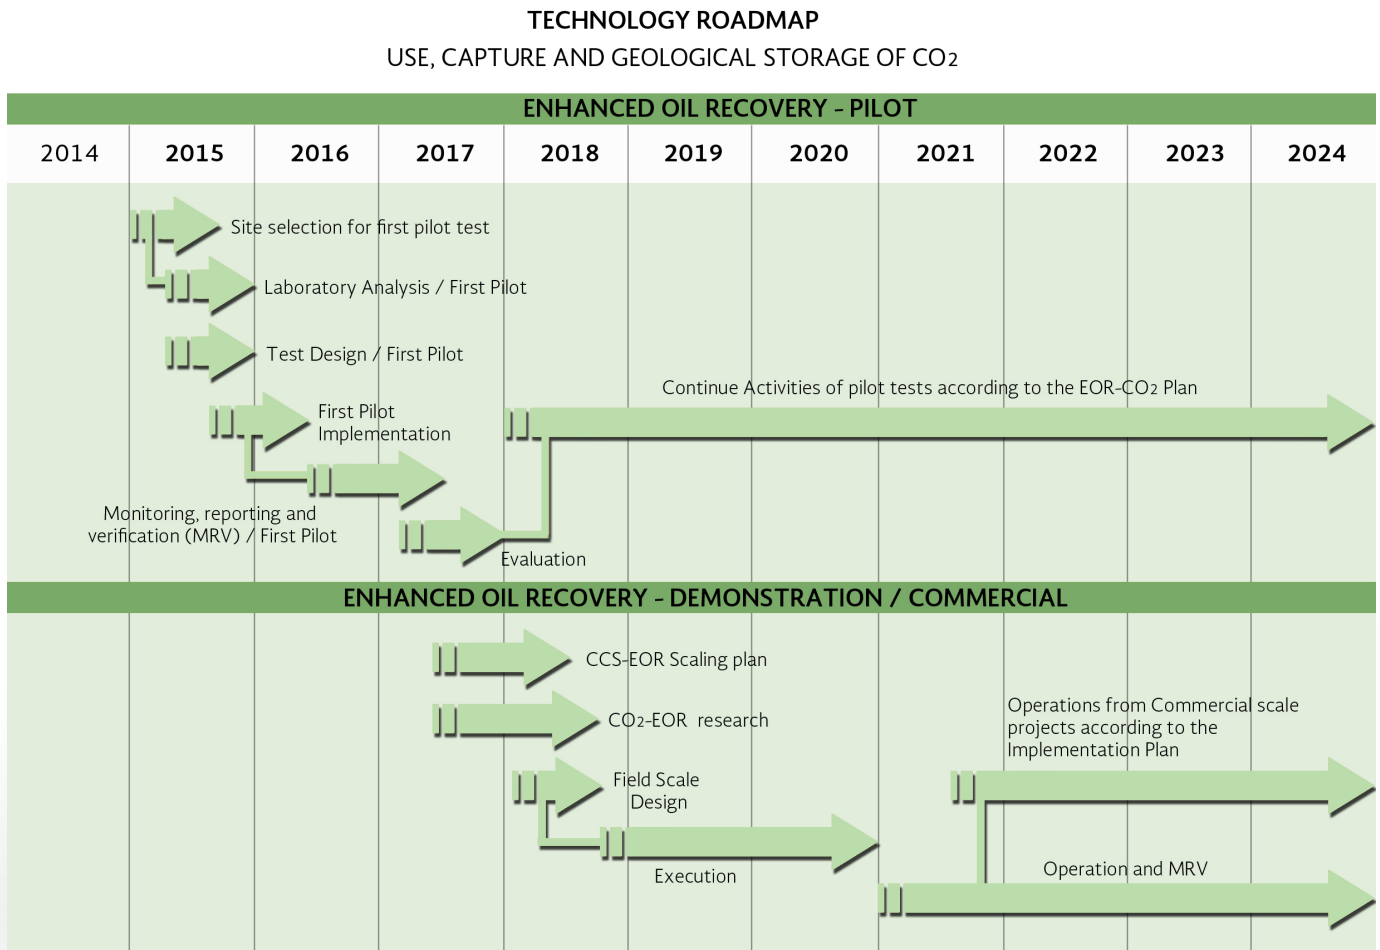 TECHNOLOGY ROADMAP
USE, CAPTURE AND GEOLOGICAL STORAGE OF CO2
ENHANCED OIL RECOVERY - PILOT
2014 2015 2016 2017 2018 2019 2020 2021 2022 2023 2024
Site selection for first pilot test
Laboratory Analysis / First Pilot
Test Design / First Pilot
Continue Activities of pilot tests according to the EOR-CO2 Plan
First Pilot
Implementation
Monitoring, reporting and
verification (MRV) / First Pilot
Evaluation
ENHANCED OIL RECOVERY - DEMONSTRATION / COMMERCIAL
CCS-EOR Scaling plan
CO2-EOR research
Operations from Commercial scale
projects according to the
Implementation Plan
Field Scale
Design
Execution
Operation and MRV